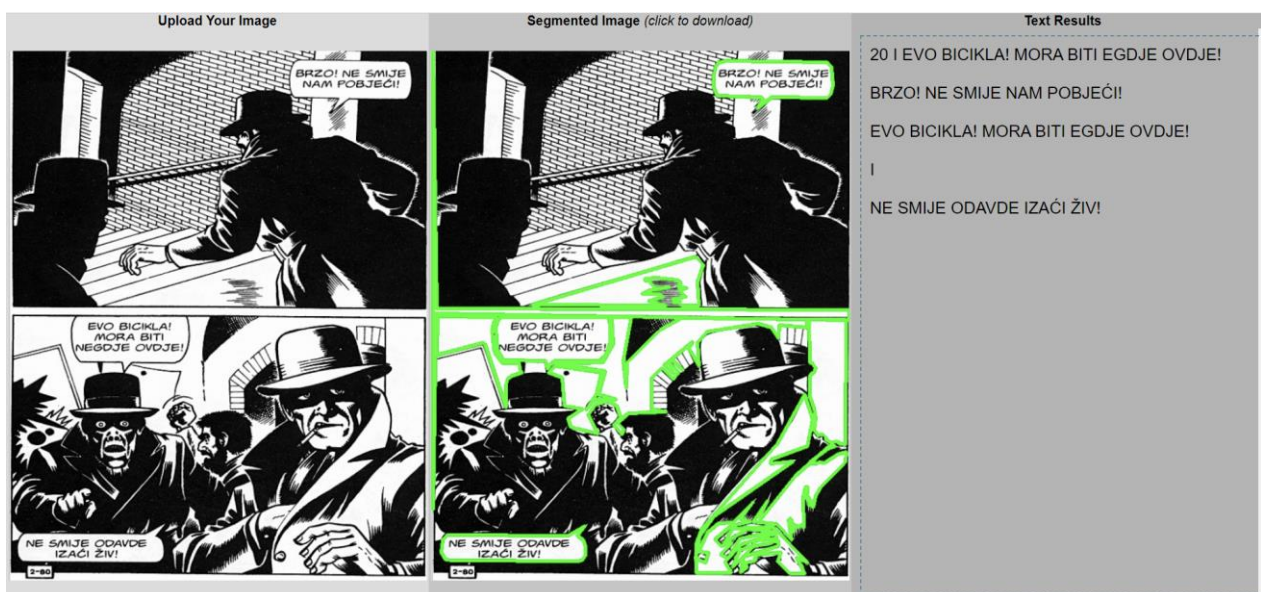 Upload Your Image
Segmented Image (click to download)
Text Results
BRZO! NE SMIJE
NAM POBJEĆI!
EVO BICIKLA!
MORA BITI
NEGDJE OVDJE!
NE SMIJE ODAVDE
IZAĆI ŽIV!
2-80
BRZO! NE SMIJE
NAM POBJEĆI!
EVO BICIKLA!
MORA BITI
NEGDJE OVDJE!
NE SMIJE ODAVDE
IZAĆI ŽIV!
2-80
20 I EVO BICIKLA! MORA BITI EGDJE OVDJE!
BRZO! NE SMIJE NAM POBJEĆI!
EVO BICIKLA! MORA BITI EGDJE OVDJE!
I
NE SMIJE ODAVDE IZAĆI ŽIV!